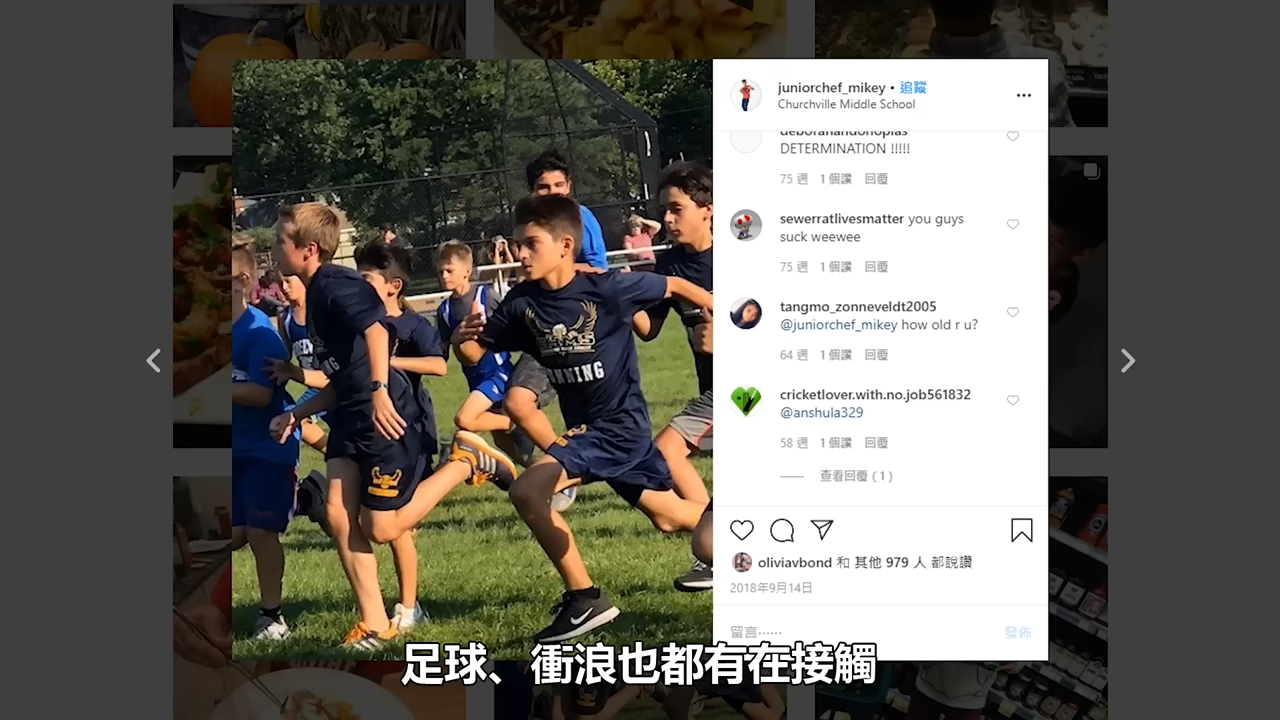 juniorchef_mikey • 追蹤
Churchville Middle School
DETERMINATION !!!!!
75 週 1 個讚 回覆
sewerratlivesmatter you guys
suck weewee
75 週 1 個讚 回覆
tangmo_zonneveldt2005
@juniorchef_mikey how old r u?
64 週 1 個讚 回覆
cricketlover.with.no.job561832
@anshula329
58 週 1 個讚 回覆
查看回覆 ( 1 )
oliviavbond 和 其他 979 人 都說讚
2018年9月14日
留言……
發佈
足球、衝浪也都有在接觸